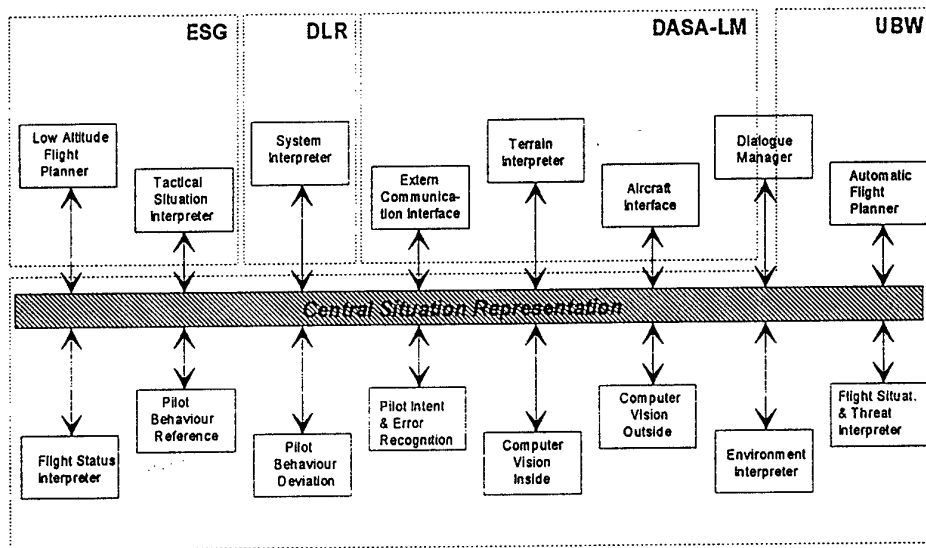 ESG
DLR
DASA-LM
UBW
Low Altitude
Flight
Planner
Tactical
Situation
Interpreter
System
Interpreter
Extern
Communica-
tion Interface
Terrain
Interpreter
Aircraft
Interface
Dialogue
Manager
Automatic
Flight
Planner
Central Situation Representation
Flight Status
Interpreter
Pilot
Behaviour
Reference
Pilot
Behaviour
Deviation
Pilot Intent
& Error
Recognition
Computer
Vision
Inside
Computer
Vision
Outside
Environment
Interpreter
Flight Situat.
& Threat
Interpreter